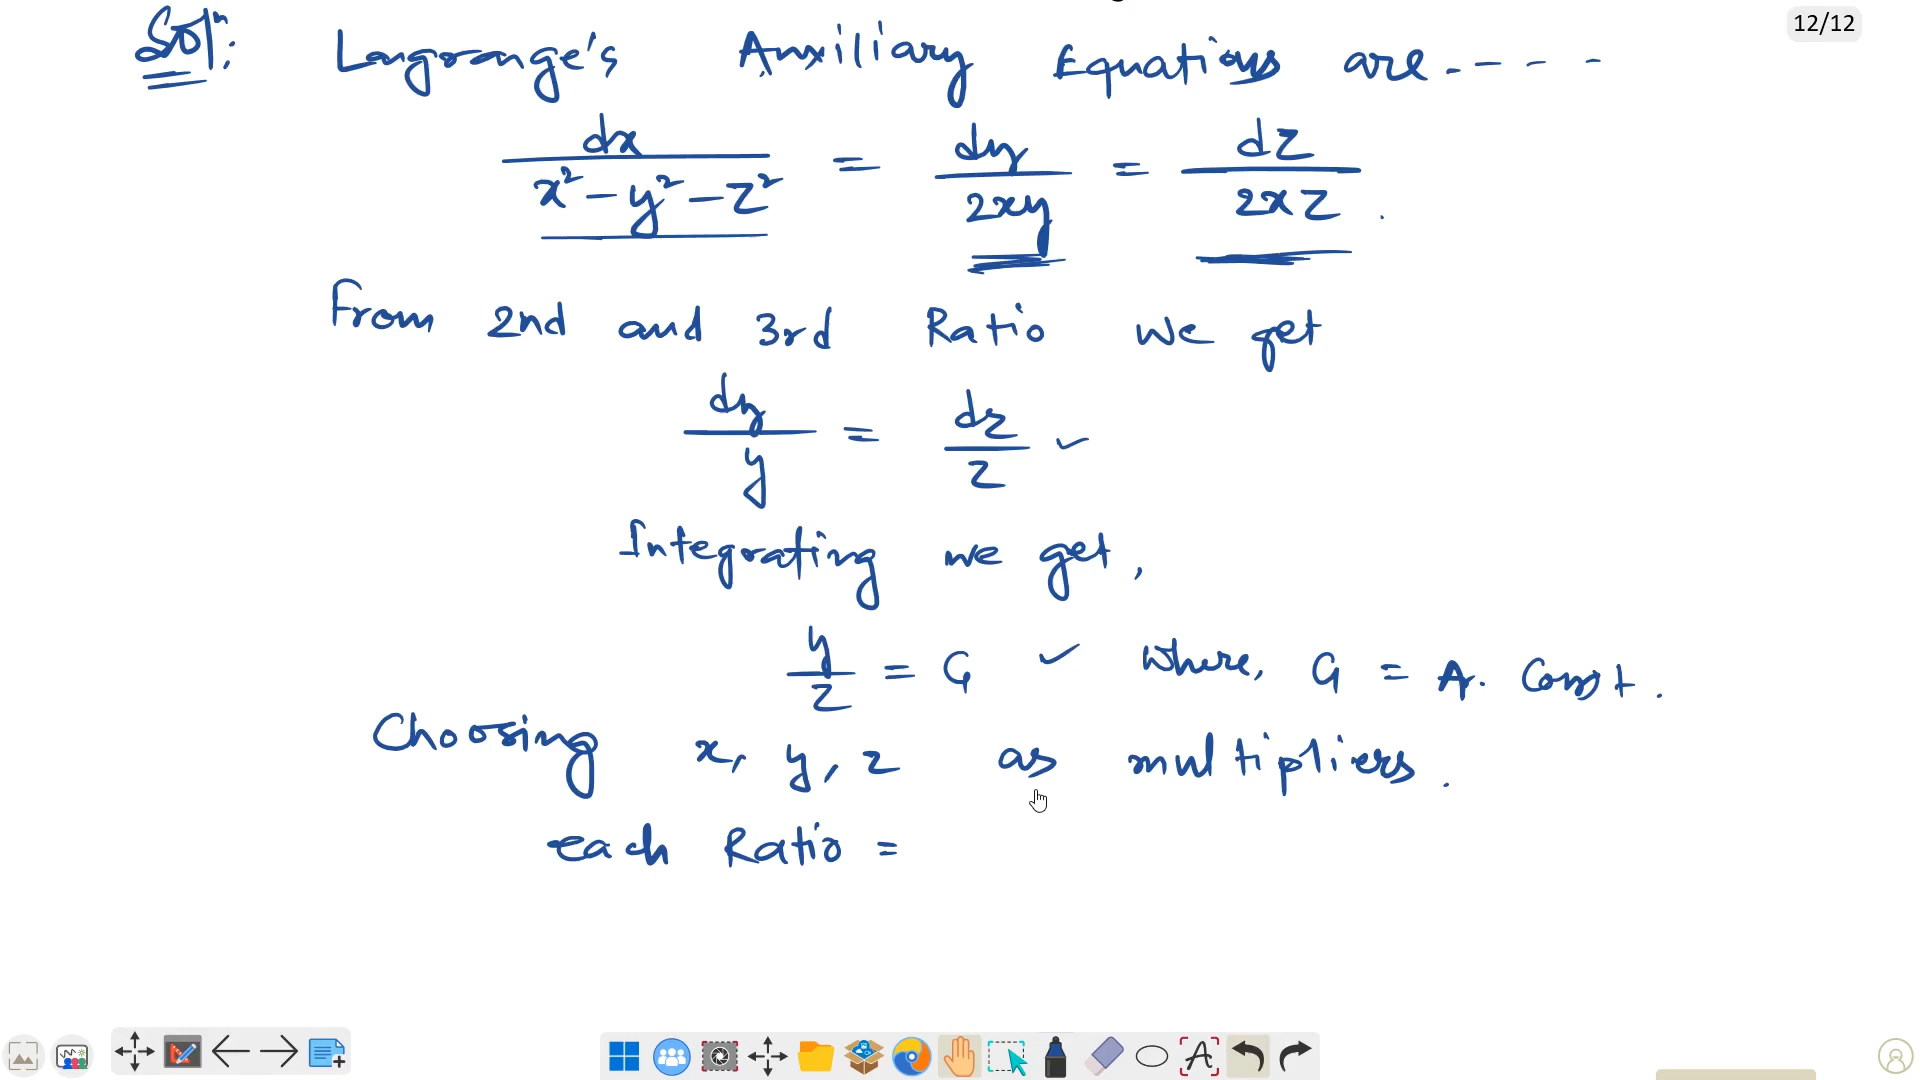 12/12
Solⁿ: Lagrange's Auxiliary Equations are - - - -
dx/(x² - y² - z²) = dy/(2xy) = dz/(2xz) .
From 2nd and 3rd Ratio we get
dy/y = dz/z ✓
Integrating we get,
y/z = C₁ ✓ where, C₁ = A. Const.
Choosing x, y, z as multipliers.
each Ratio =